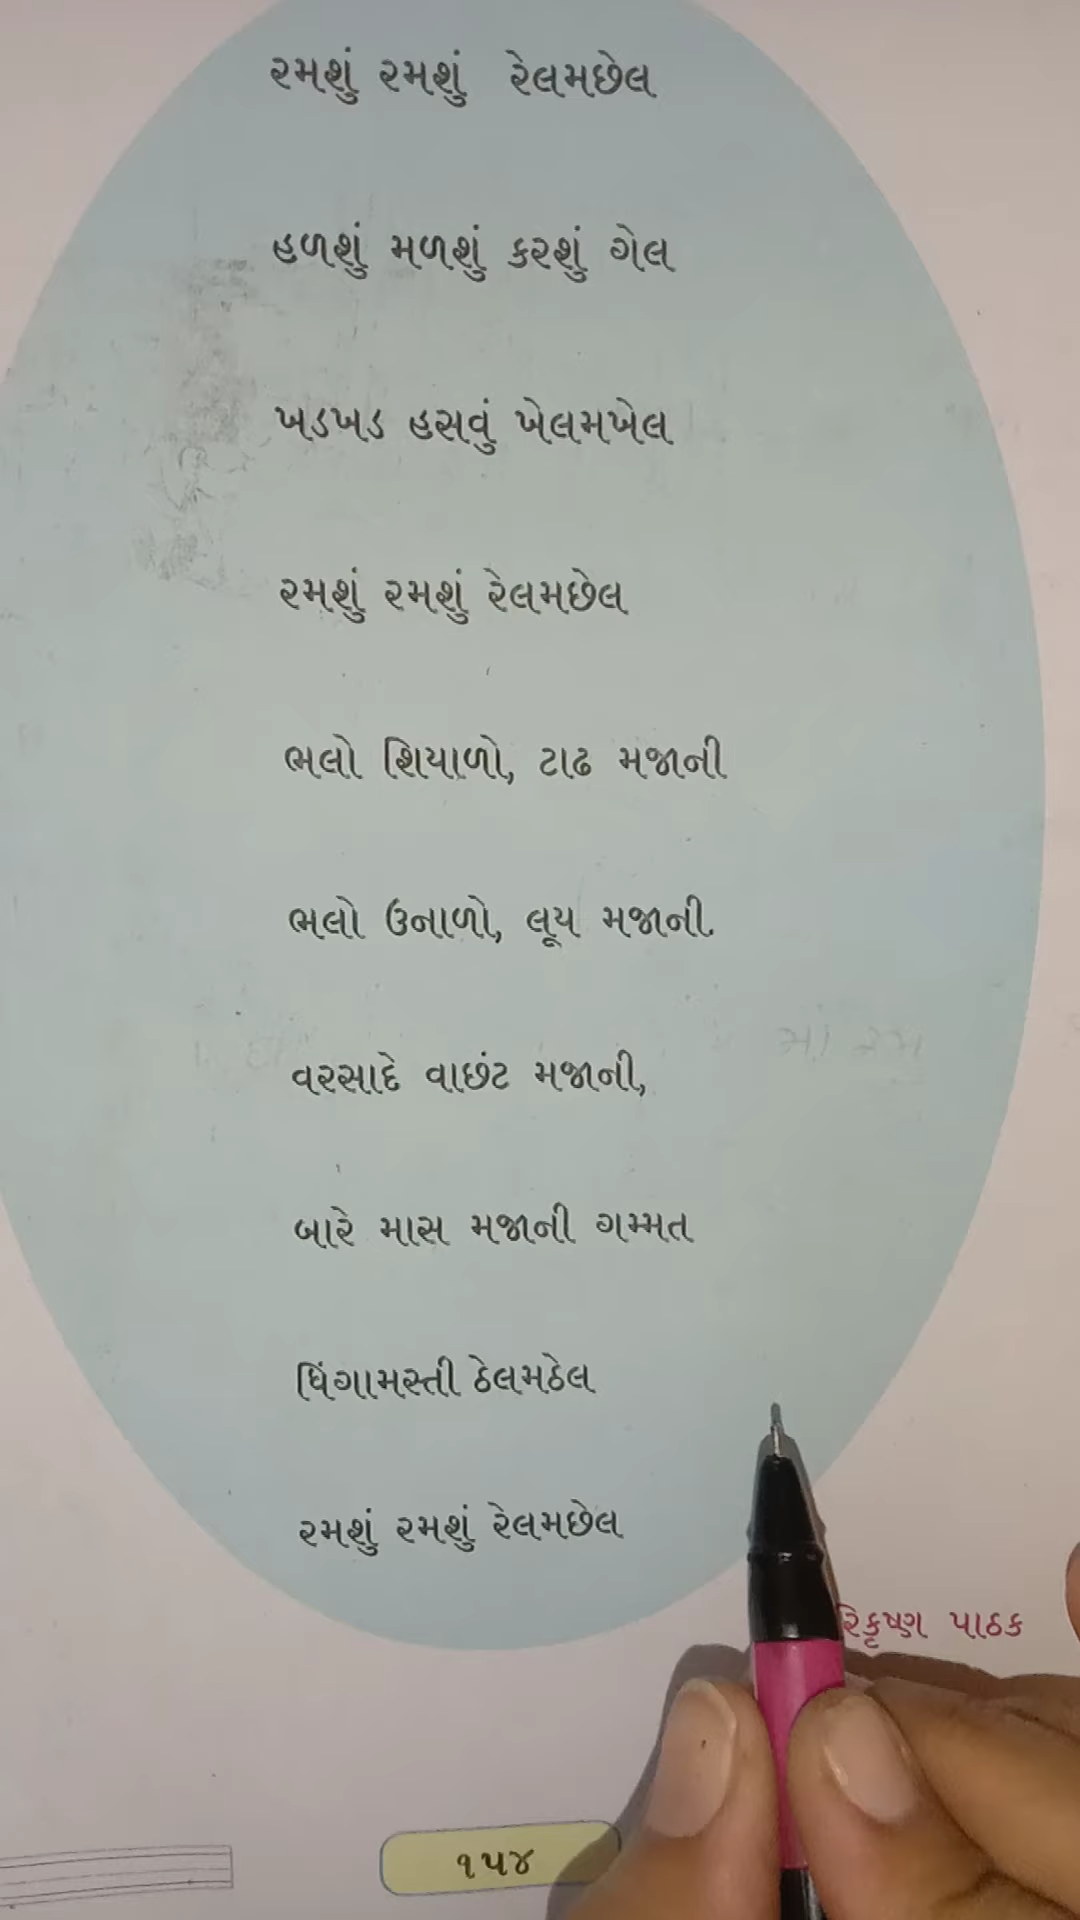 રમશું રમશું રેલમછેલ
હળશું મળશું કરશું ગેલ
ખડખડ હસવું ખેલમખેલ
રમશું રમશું રેલમછેલ
ભલો શિયાળો, ટાઢ મજાની
ભલો ઉનાળો, લૂય મજાની.
વરસાદે વાછંટ મજાની,
બારે માસ મજાની ગમ્મત
ધિંગામસ્તી ઠેલમઠેલ
રમશું રમશું રેલમછેલ
રિકૃષ્ણ પાઠક
૧૫૪